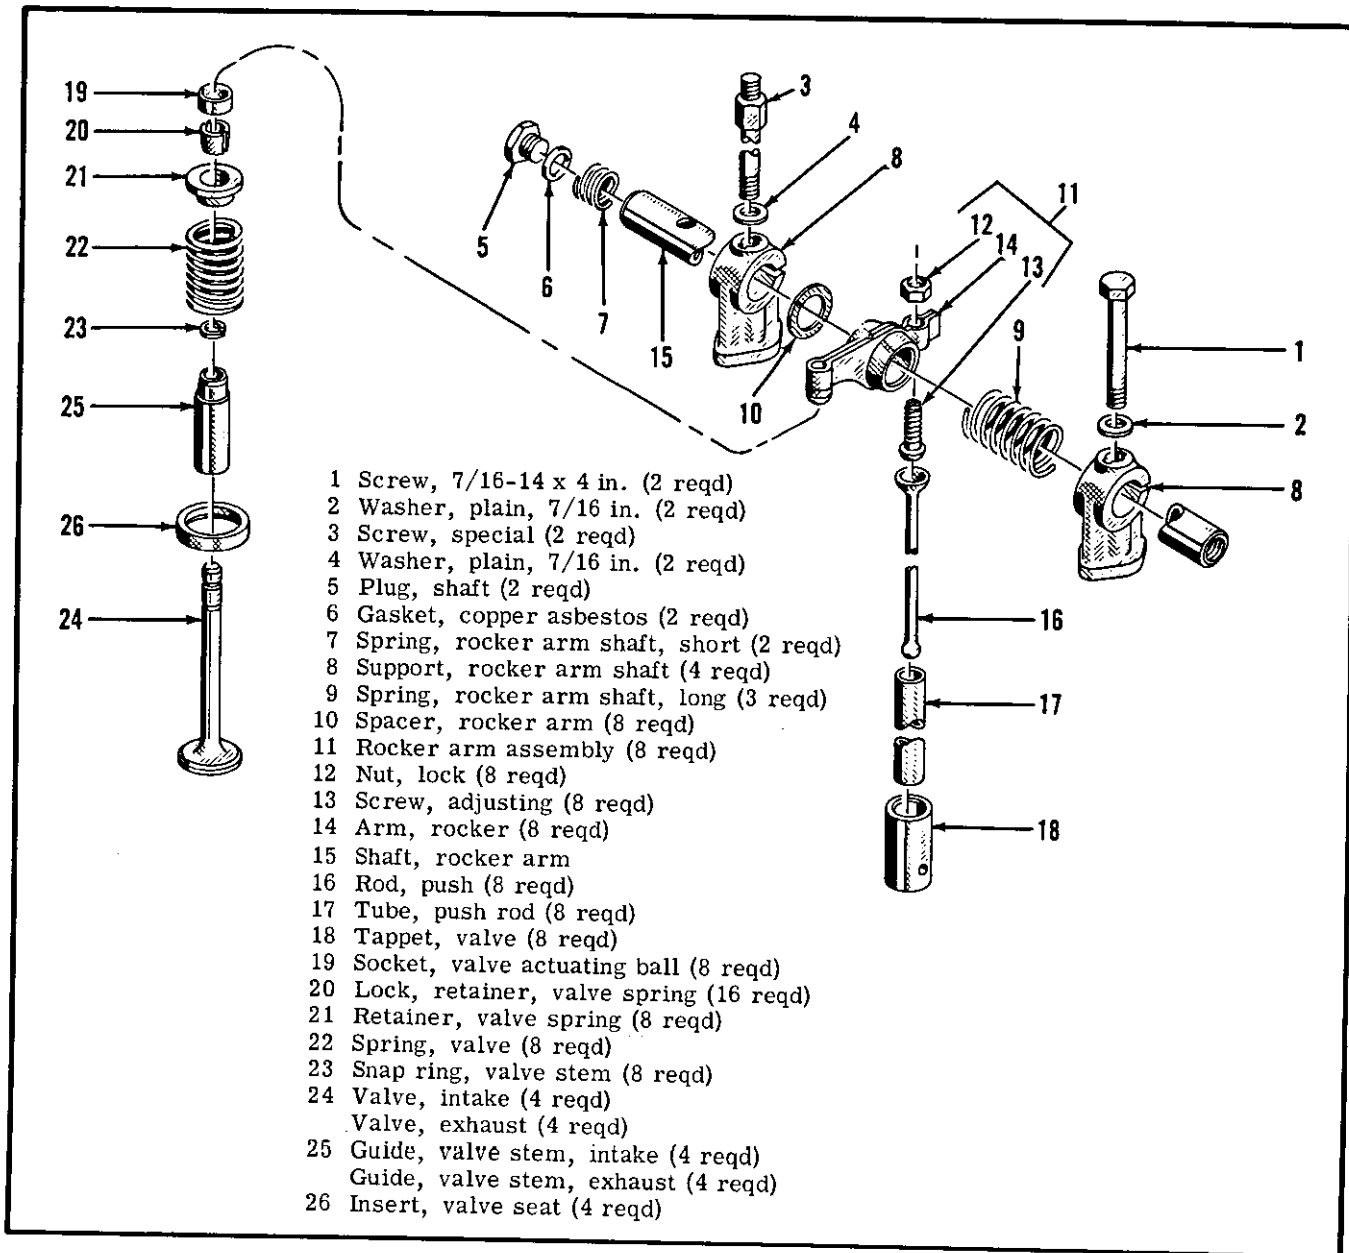 19
20
21
22
23
25
26
24
3
4
8
11
12
14
13
5
6
7
15
10
9
1
2
8
16
17
18
1 Screw, 7/16-14 x 4 in. (2 reqd)
2 Washer, plain, 7/16 in. (2 reqd)
3 Screw, special (2 reqd)
4 Washer, plain, 7/16 in. (2 reqd)
5 Plug, shaft (2 reqd)
6 Gasket, copper asbestos (2 reqd)
7 Spring, rocker arm shaft, short (2 reqd)
8 Support, rocker arm shaft (4 reqd)
9 Spring, rocker arm shaft, long (3 reqd)
10 Spacer, rocker arm (8 reqd)
11 Rocker arm assembly (8 reqd)
12 Nut, lock (8 reqd)
13 Screw, adjusting (8 reqd)
14 Arm, rocker (8 reqd)
15 Shaft, rocker arm
16 Rod, push (8 reqd)
17 Tube, push rod (8 reqd)
18 Tappet, valve (8 reqd)
19 Socket, valve actuating ball (8 reqd)
20 Lock, retainer, valve spring (16 reqd)
21 Retainer, valve spring (8 reqd)
22 Spring, valve (8 reqd)
23 Snap ring, valve stem (8 reqd)
24 Valve, intake (4 reqd)
Valve, exhaust (4 reqd)
25 Guide, valve stem, intake (4 reqd)
Guide, valve stem, exhaust (4 reqd)
26 Insert, valve seat (4 reqd)